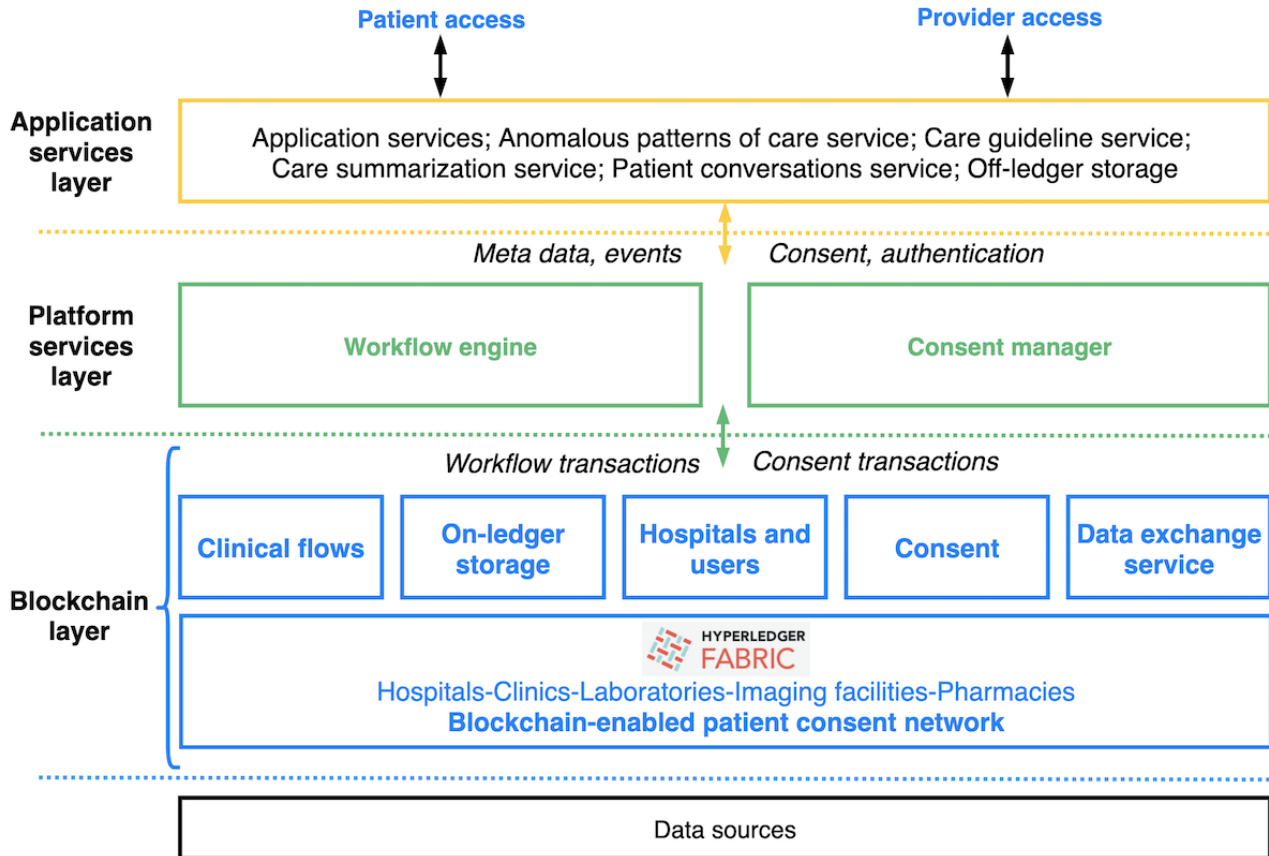 Patient access
Provider access
Application
services
layer
Application services; Anomalous patterns of care service; Care guideline service;
Care summarization service; Patient conversations service; Off-ledger storage
Meta data, events
Consent, authentication
Platform
services
layer
Workflow engine
Consent manager
Workflow transactions
Consent transactions
Blockchain
layer
Clinical flows
On-ledger
storage
Hospitals and
users
Consent
Data exchange
service
HYPERLEDGER
FABRIC
Hospitals-Clinics-Laboratories-Imaging facilities-Pharmacies
Blockchain-enabled patient consent network
Data sources